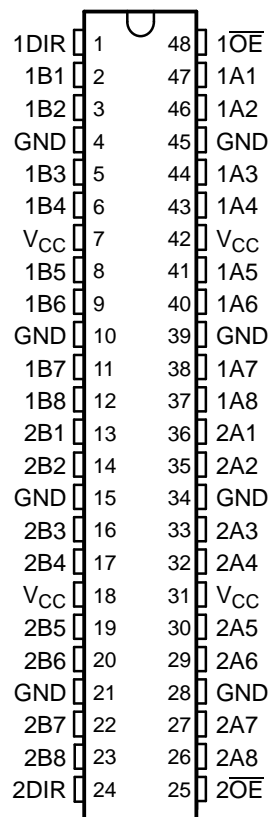 1DIR 1 48 1O̅E̅
1B1 2 47 1A1
1B2 3 46 1A2
GND 4 45 GND
1B3 5 44 1A3
1B4 6 43 1A4
VCC 7 42 VCC
1B5 8 41 1A5
1B6 9 40 1A6
GND 10 39 GND
1B7 11 38 1A7
1B8 12 37 1A8
2B1 13 36 2A1
2B2 14 35 2A2
GND 15 34 GND
2B3 16 33 2A3
2B4 17 32 2A4
VCC 18 31 VCC
2B5 19 30 2A5
2B6 20 29 2A6
GND 21 28 GND
2B7 22 27 2A7
2B8 23 26 2A8
2DIR 24 25 2O̅E̅